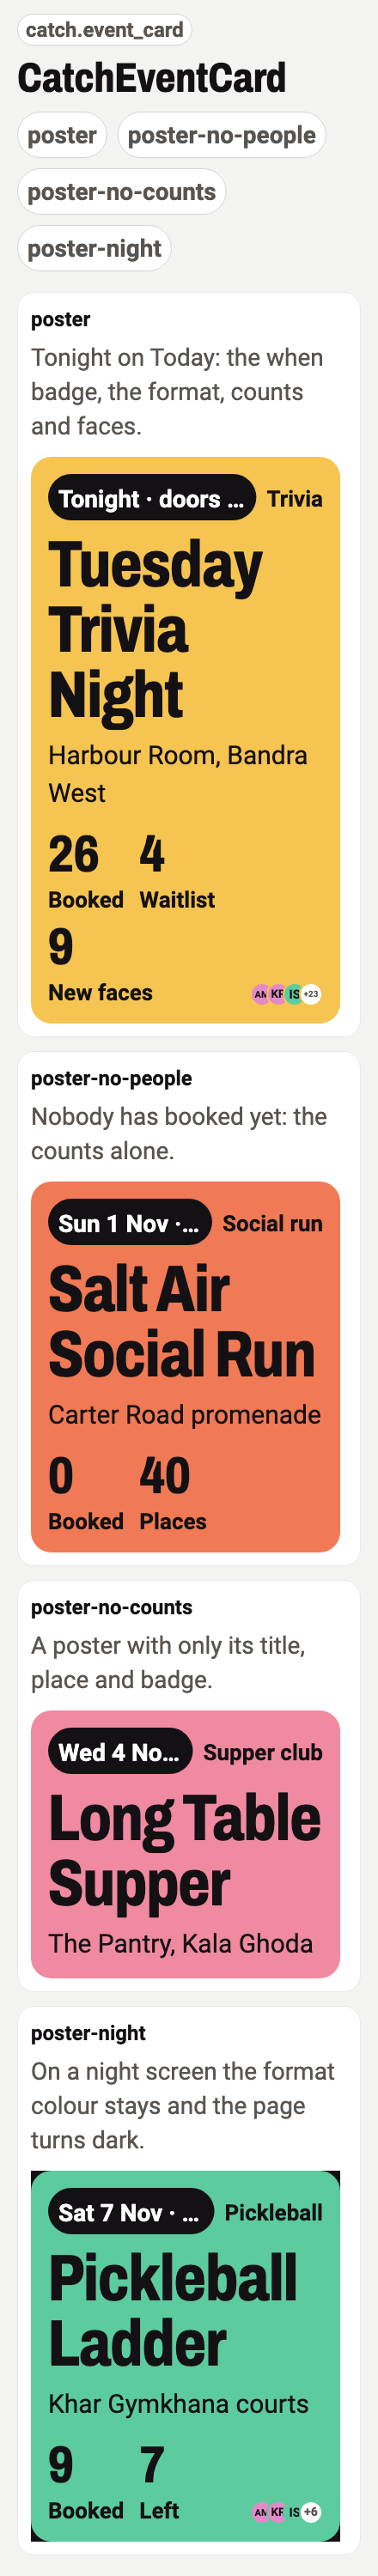 catch.event_card
CatchEventCard
poster
poster-no-people
poster-no-counts
poster-night
poster
Tonight on Today: the when
badge, the format, counts
and faces.
Tonight · doors ...
Trivia
Tuesday
Trivia
Night
Harbour Room, Bandra
West
26 4
Booked Waitlist
9
New faces
AM KF IS +23
poster-no-people
Nobody has booked yet: the
counts alone.
Sun 1 Nov ·...
Social run
Salt Air
Social Run
Carter Road promenade
0 40
Booked Places
poster-no-counts
A poster with only its title,
place and badge.
Wed 4 No...
Supper club
Long Table
Supper
The Pantry, Kala Ghoda
poster-night
On a night screen the format
colour stays and the page
turns dark.
Sat 7 Nov · ...
Pickleball
Pickleball
Ladder
Khar Gymkhana courts
9 7
Booked Left
AM KF IS +6